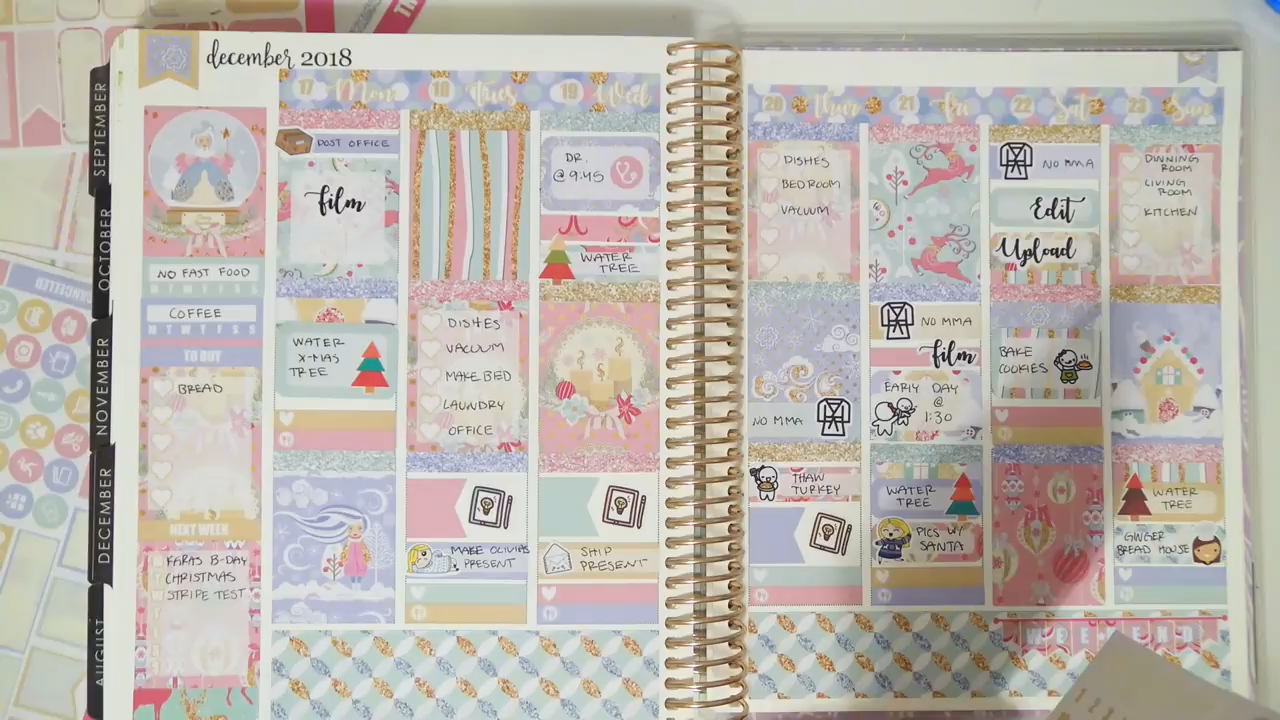 december 2018
SEPTEMBER
OCTOBER
NOVEMBER
DECEMBER
AUGUST
CANCELLED
NO FAST FOOD
M T W T F S S
COFFEE
M T W T F S S
TO BUY
BREAD
NEXT WEEK
KARA'S B-DAY
CHRISTMAS
STRIPE TEST
17 Mon
POST OFFICE
film
WATER
X-MAS
TREE
18 Tues
DISHES
VACUUM
MAKE BED
LAUNDRY
OFFICE
MAKE OLIVIA'S
PRESENT
19 Wed
DR.
@ 9:45
WATER
TREE
SHIP
PRESENT
20 Thur
DISHES
BEDROOM
VACUUM
NO MMA
THAW
TURKEY
21 Fri
NO MMA
film
EARLY DAY
@
1:30
WATER
TREE
PICS W/
SANTA
22 Sat
NO MMA
Edit
Upload
BAKE
COOKIES
23 Sun
DINNING
ROOM
LIVING
ROOM
KITCHEN
WATER
TREE
GINGER
BREAD HOUSE
WEEKEND